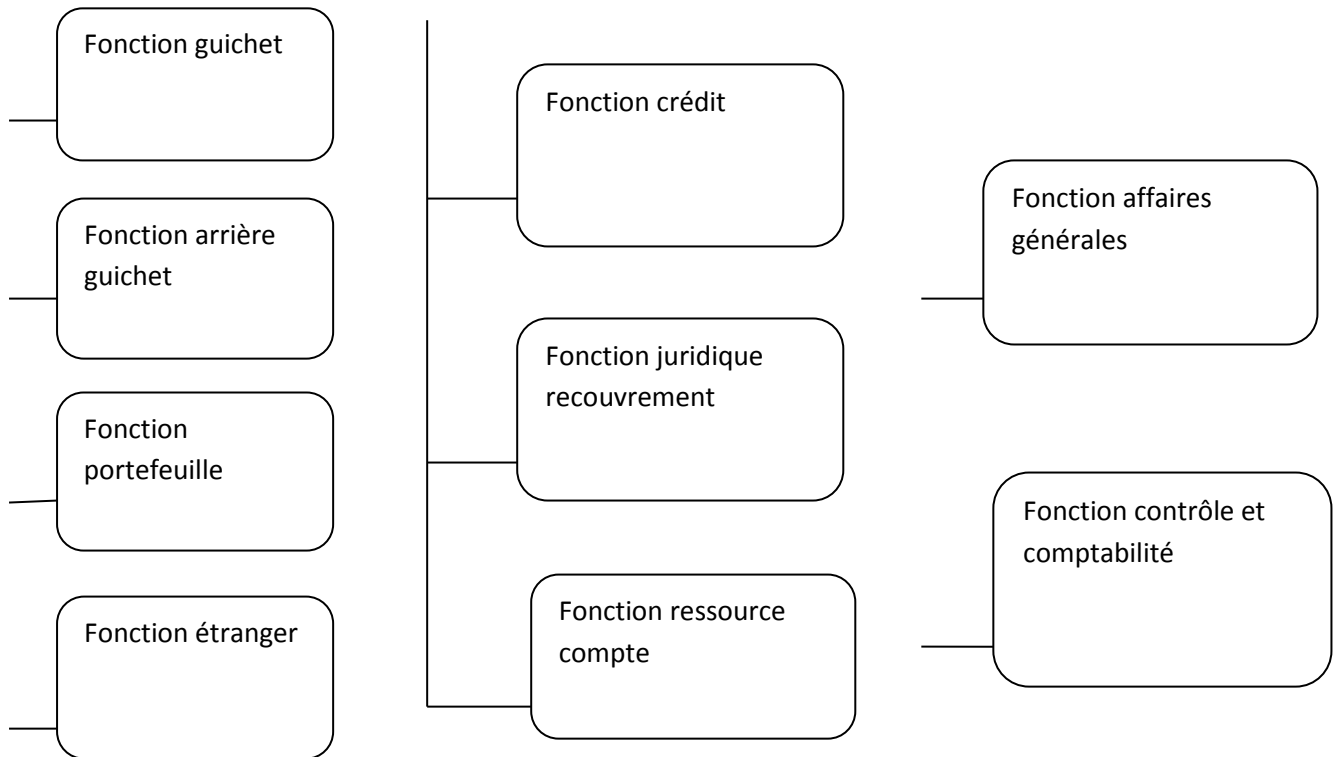 Fonction guichet
Fonction arrière
guichet
Fonction
portefeuille
Fonction étranger
Fonction crédit
Fonction juridique
recouvrement
Fonction ressource
compte
Fonction affaires
générales
Fonction contrôle et
comptabilité